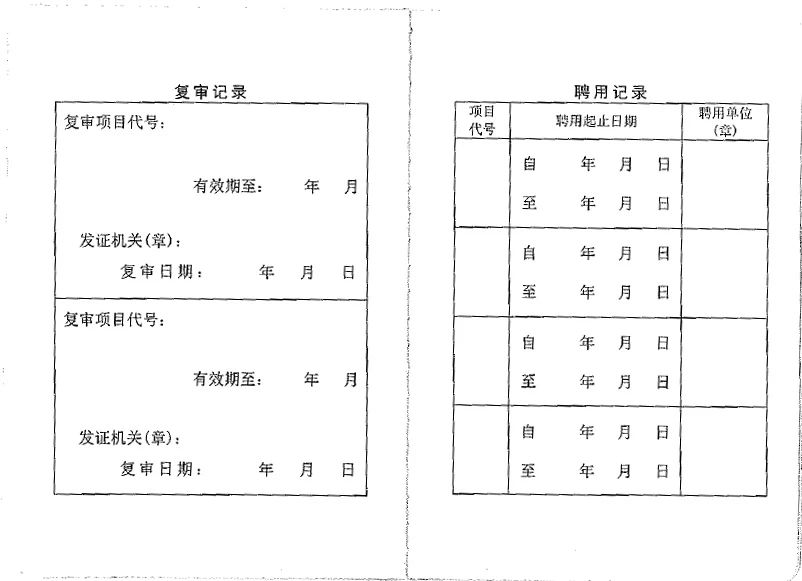 复审记录
复审项目代号：
有效期至： 年 月
发证机关(章)：
复审日期： 年 月 日
复审项目代号：
有效期至： 年 月
发证机关(章)：
复审日期： 年 月 日
聘用记录
项目代号 聘用起止日期 聘用单位(章)
自 年 月 日
至 年 月 日
自 年 月 日
至 年 月 日
自 年 月 日
至 年 月 日
自 年 月 日
至 年 月 日